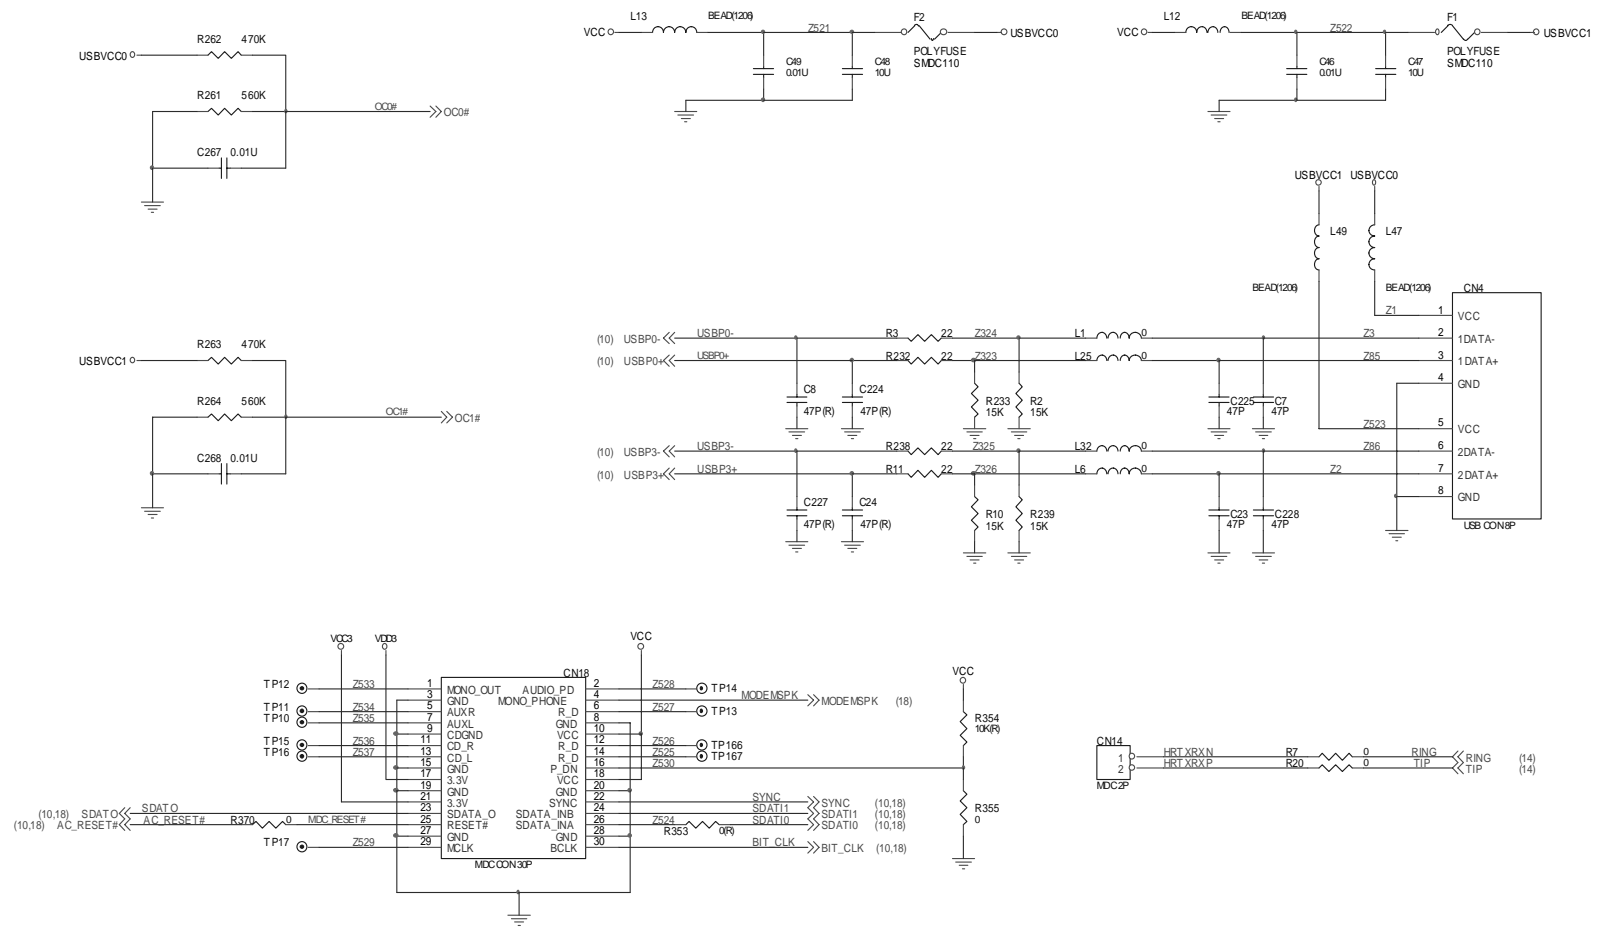 R262 470K
USBVCC0
R261 560K
OC0# OC0#
C267 0.01U
L13 BEAD(1206)
VCC Z521
F2
USBVCC0
POLYFUSE
SMDC110
C49
0.01U
C48
10U
L12 BEAD(1206)
VCC Z522
F1
USBVCC1
POLYFUSE
SMDC110
C46
0.01U
C47
10U
R263 470K
USBVCC1
R264 560K
OC1# OC1#
C268 0.01U
USBVCC1 USBVCC0
L49 L47
BEAD(1206) BEAD(1206)
CN4
Z1 1 VCC
(10) USBP0- USBP0- R3 22 Z324 L1 0 Z3 2 1DATA-
(10) USBP0+ USBP0+ R232 22 Z323 L25 0 Z85 3 1DATA+
4 GND
C8
47P(R)
C224
47P(R)
R233
15K
R2
15K
C225
47P
C7
47P
Z523 5 VCC
(10) USBP3- USBP3- R238 22 Z325 L32 0 Z86 6 2DATA-
(10) USBP3+ USBP3+ R11 22 Z326 L6 0 Z2 7 2DATA+
8 GND
C227
47P(R)
C24
47P(R)
R10
15K
R239
15K
C23
47P
C228
47P
USB CON8P
VCC3 VDD3 VCC
CN18
TP12 Z533 1 MONO_OUT AUDIO_PD 2 Z528 TP14
3 GND MONO_PHONE 4 MODEMSPK MODEMSPK (18)
TP11 Z534 5 AUXR R_D 6 Z527 TP13
TP10 Z535 7 AUXL GND 8
9 CDGND VCC 10
TP15 Z536 11 CD_R R_D 12 Z526 TP166
TP16 Z537 13 CD_L R_D 14 Z525 TP167
15 GND P_DN 16 Z530
17 3.3V VCC 18
19 GND GND 20
21 3.3V SYNC 22 SYNC SYNC (10,18)
(10,18) SDATO SDATO 23 SDATA_O SDATA_INB 24 SDATI1 SDATI1 (10,18)
(10,18) AC_RESET# AC_RESET# R370 0 MDC_RESET# 25 RESET# SDATA_INA 26 Z524 R353 0(R) SDATI0 SDATI0 (10,18)
27 GND GND 28
TP17 Z529 29 MCLK BCLK 30 BIT_CLK BIT_CLK (10,18)
MDC CON30P
VCC
R354
10K(R)
R355
0
CN14
1 HRTXRXN R7 0 RING RING (14)
2 HRTXRXP R20 0 TIP TIP (14)
MDC2P